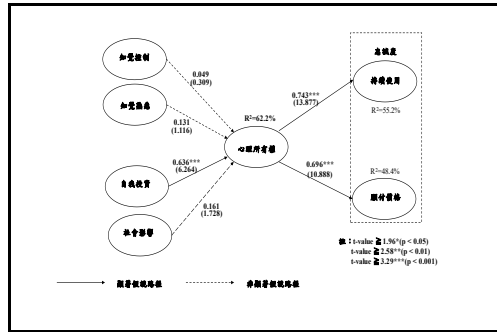 忠誠度
知覺控制
0.049
(0.309)
持續使用
0.743***
(13.877)
R²=55.2%
0.131
(1.116)
R²=62.2%
心理所有權
0.636***
(6.264)
0.696***
(10.888)
R²=48.4%
自我投資
願付價格
0.161
(1.728)
社會影響
註：t-value ≧ 1.96*(p < 0.05)
t-value ≧ 2.58**(p < 0.01)
t-value ≧ 3.29***(p < 0.001)
顯著假說路徑
非顯著假說路徑